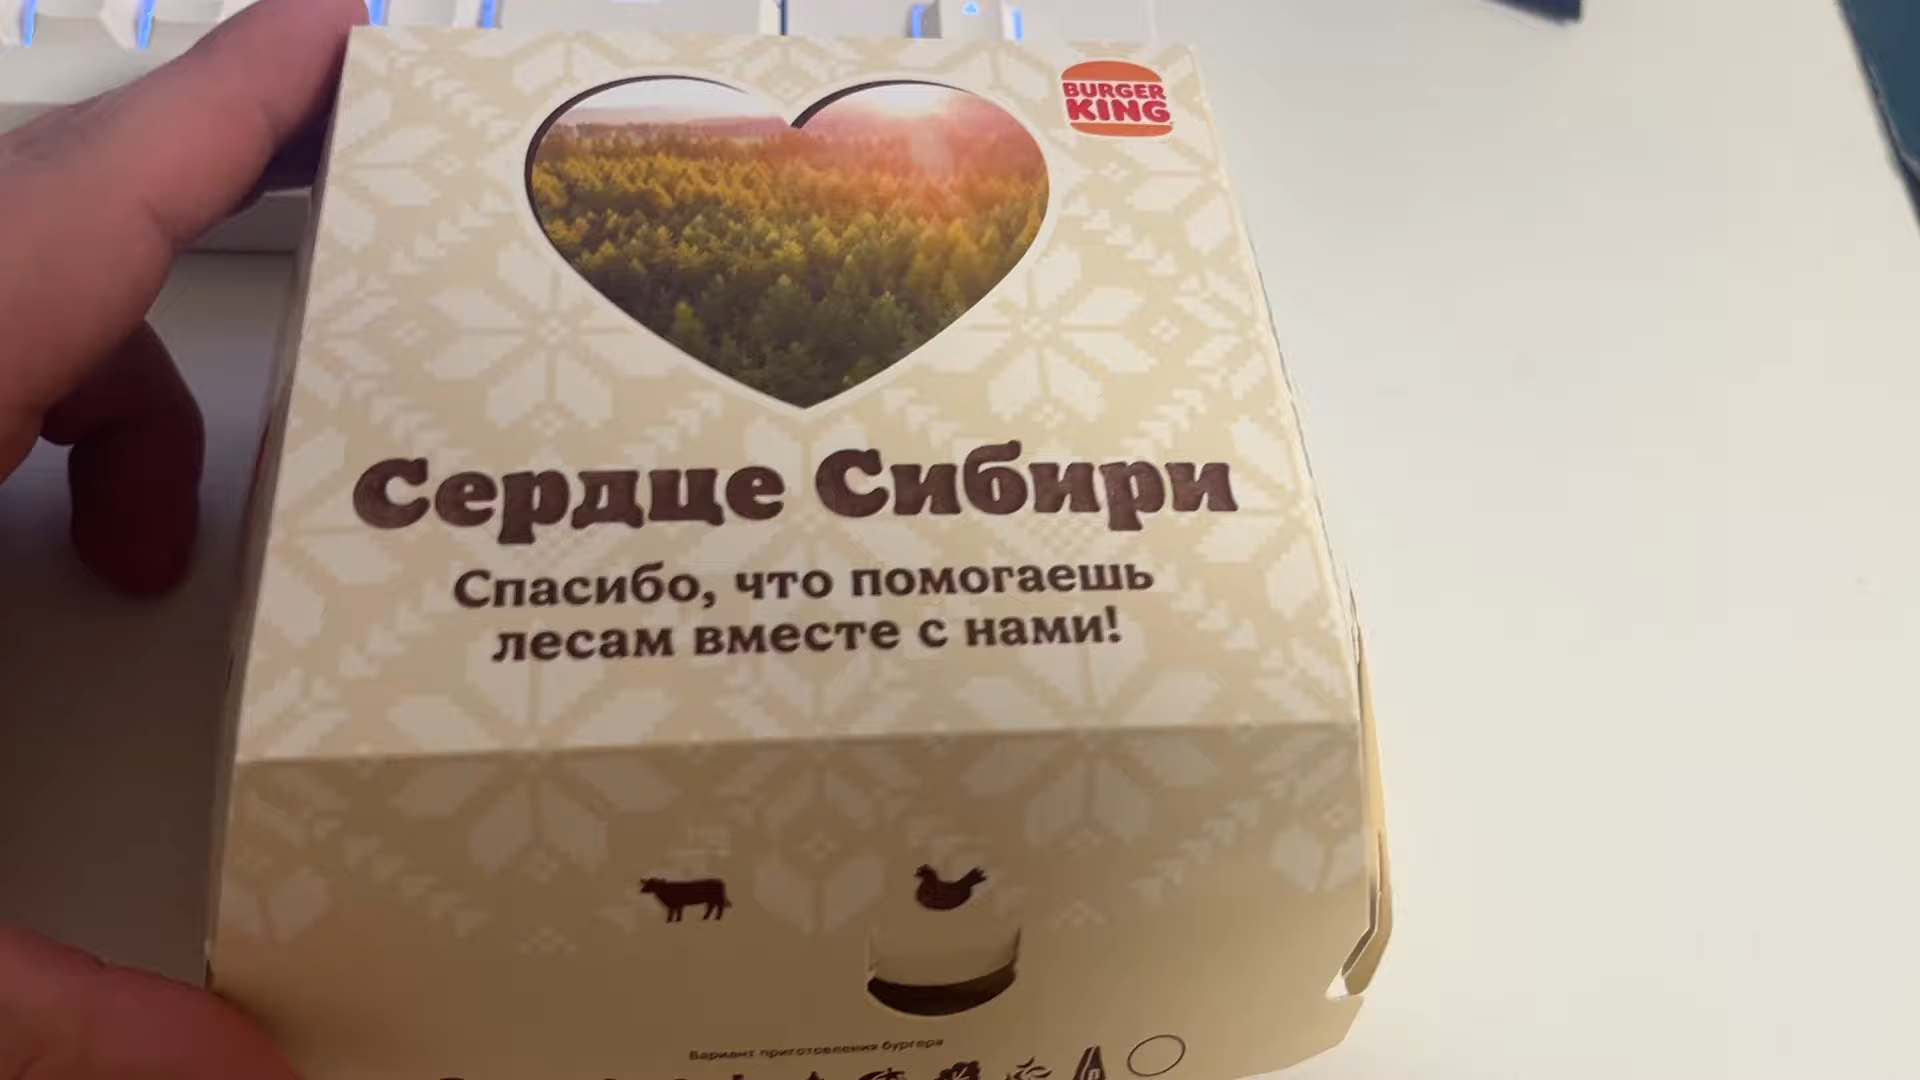 BURGER
KING
Сердце Сибири
Спасибо, что помогаешь
лесам вместе с нами!
Вариант приготовления бургера